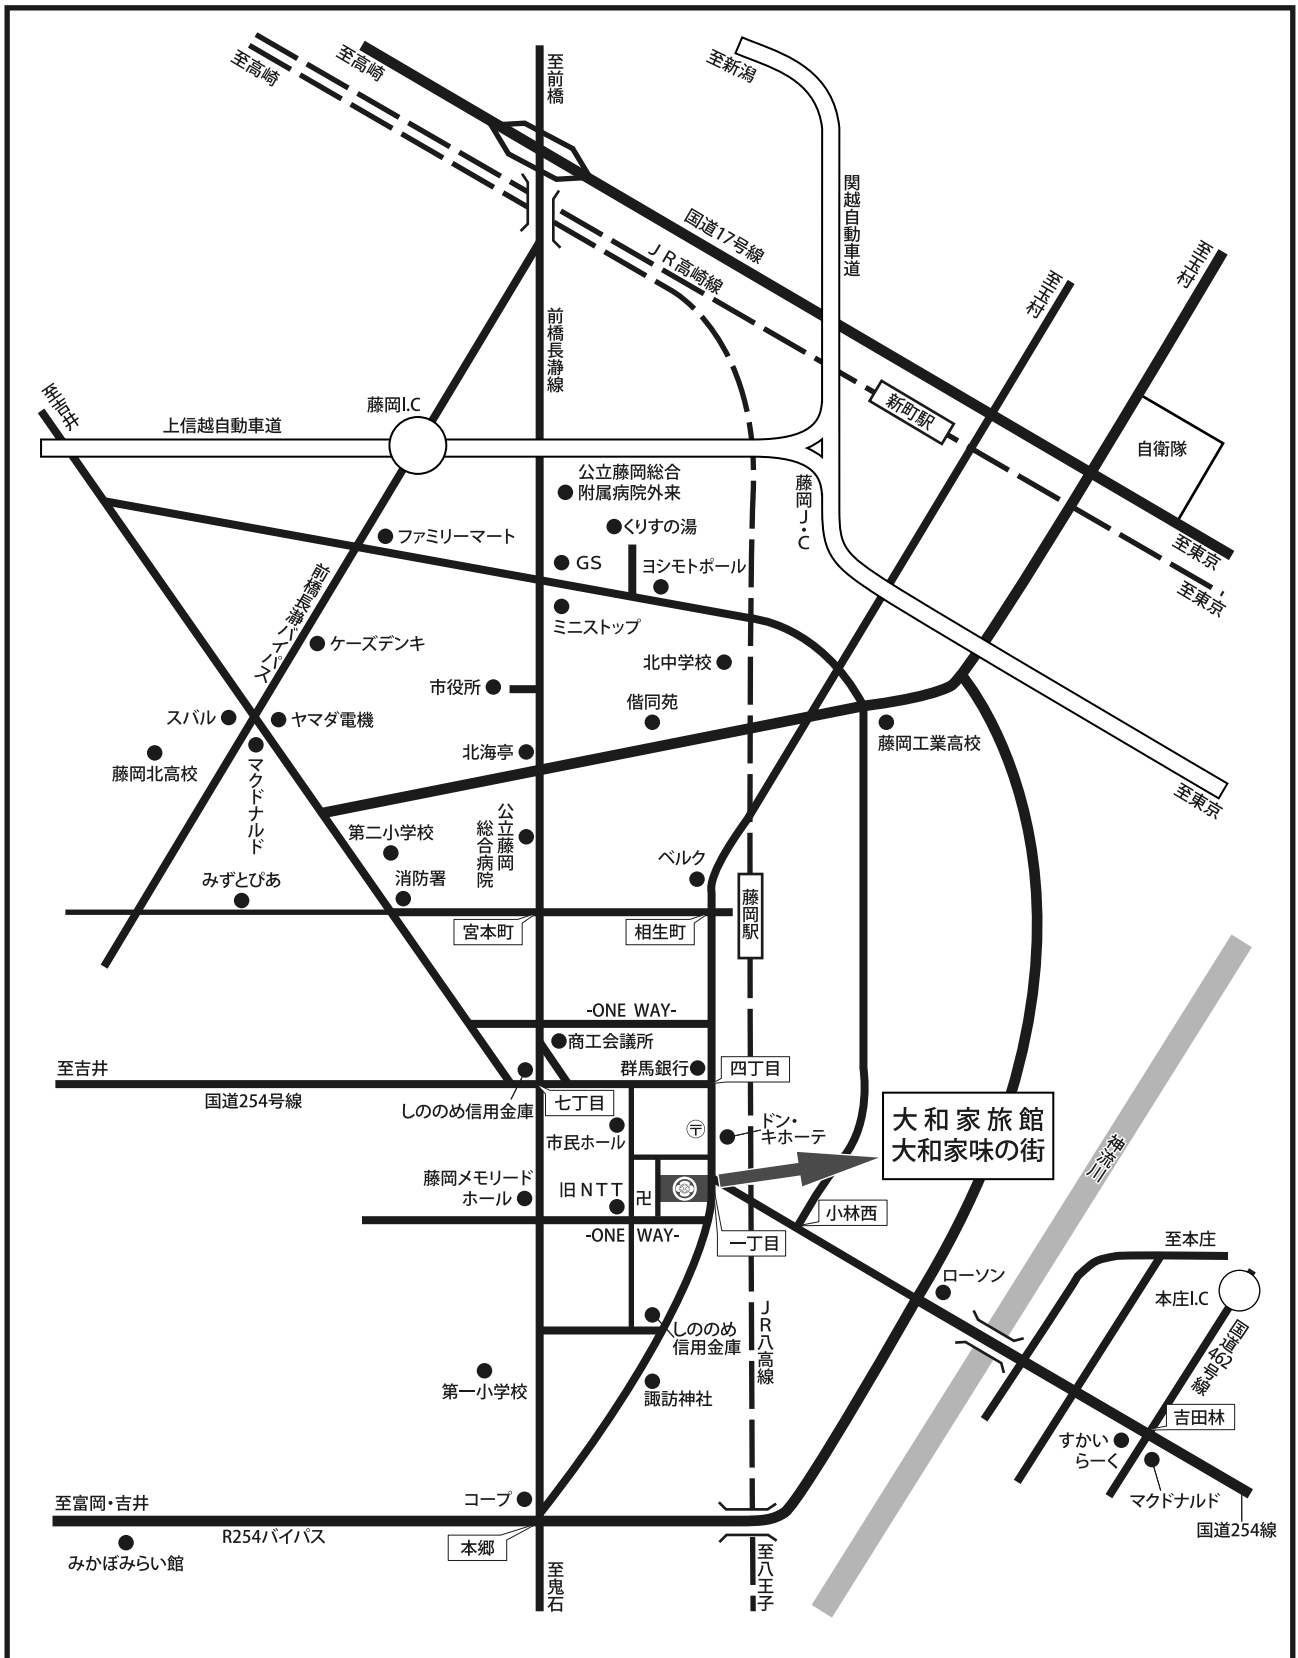 至高崎
至高崎
至前橋
至新潟
関越自動車道
国道17号線
JR高崎線
至玉村
至玉村
前橋長瀞線
至吉井
藤岡I.C
上信越自動車道
新町駅
自衛隊
公立藤岡総合
附属病院外来
藤岡J・C
くりすの湯
ファミリーマート
GS
ヨシモトポール
至東京
至東京
前橋長瀞バイパス
ミニストップ
ケーズデンキ
北中学校
市役所
偕同苑
スバル
ヤマダ電機
藤岡工業高校
北海亭
藤岡北高校
マクドナルド
至東京
公立藤岡
総合病院
第二小学校
ベルク
みずとぴあ
消防署
藤岡駅
宮本町
相生町
-ONE WAY-
商工会議所
群馬銀行
四丁目
至吉井
国道254号線
しののめ信用金庫
七丁目
市民ホール
〒
ドン・
キホーテ
大和家旅館
大和家味の街
神流川
藤岡メモリード
ホール
旧NTT
卍
小林西
-ONE WAY-
一丁目
至本庄
ローソン
本庄I.C
JR八高線
しののめ
信用金庫
国道462号線
第一小学校
諏訪神社
吉田林
すかい
らーく
マクドナルド
コープ
至富岡・吉井
R254バイパス
国道254線
本郷
みかぼみらい館
至鬼石
至八王子